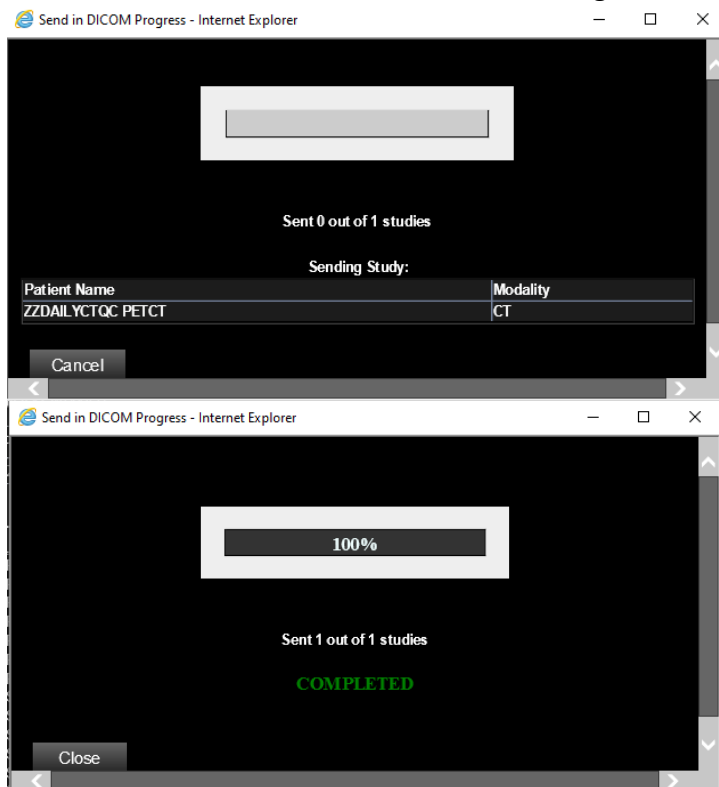 Send in DICOM Progress - Internet Explorer
Sent 0 out of 1 studies
Sending Study:
Patient Name Modality
ZZDAILYCTQC PETCT CT
Cancel
Send in DICOM Progress - Internet Explorer
100%
Sent 1 out of 1 studies
COMPLETED
Close